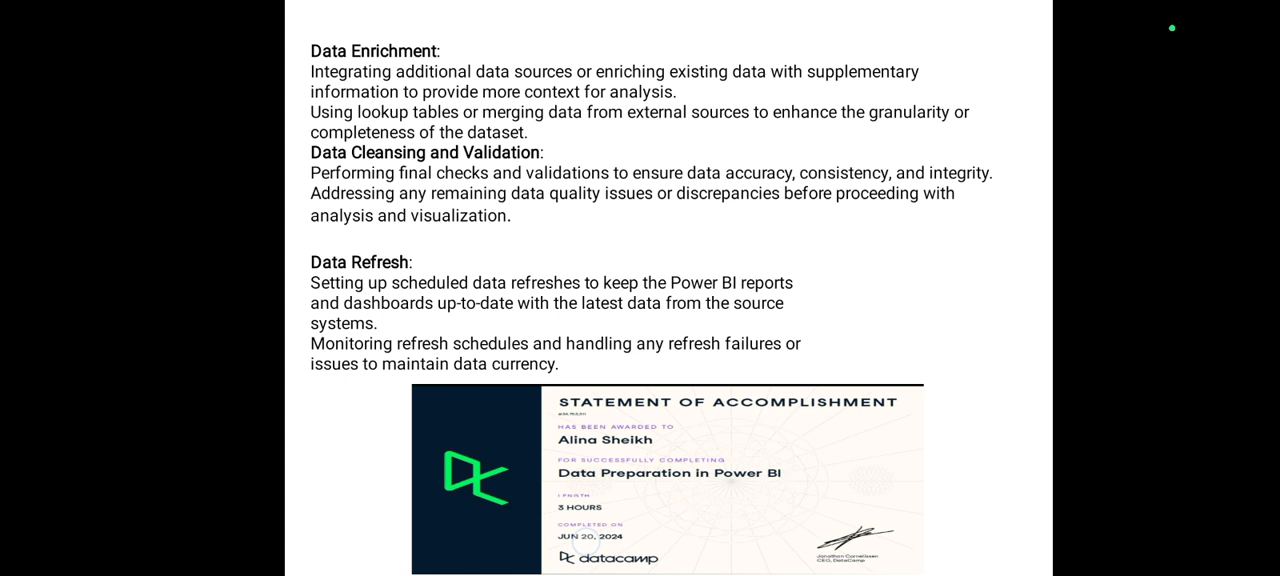 Data Enrichment:
Integrating additional data sources or enriching existing data with supplementary
information to provide more context for analysis.
Using lookup tables or merging data from external sources to enhance the granularity or
completeness of the dataset.
Data Cleansing and Validation:
Performing final checks and validations to ensure data accuracy, consistency, and integrity.
Addressing any remaining data quality issues or discrepancies before proceeding with
analysis and visualization.
Data Refresh:
Setting up scheduled data refreshes to keep the Power BI reports
and dashboards up-to-date with the latest data from the source
systems.
Monitoring refresh schedules and handling any refresh failures or
issues to maintain data currency.
STATEMENT OF ACCOMPLISHMENT
HAS BEEN AWARDED TO
Alina Sheikh
FOR SUCCESSFULLY COMPLETING
Data Preparation in Power BI
LENGTH
3 HOURS
COMPLETED ON
JUN 20, 2024
datacamp
Jonathan Cornelissen
CEO, DataCamp